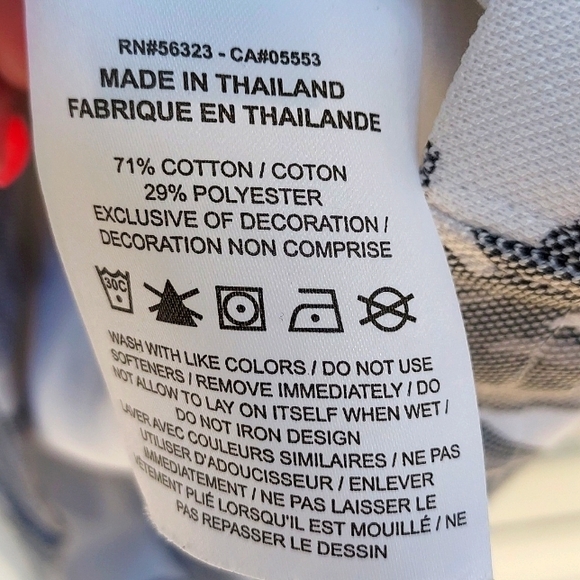 RN#56323 - CA#05553
MADE IN THAILAND
FABRIQUE EN THAILANDE
71% COTTON / COTON
29% POLYESTER
EXCLUSIVE OF DECORATION /
DECORATION NON COMPRISE
30C
WASH WITH LIKE COLORS / DO NOT USE
SOFTENERS / REMOVE IMMEDIATELY / DO
NOT ALLOW TO LAY ON ITSELF WHEN WET /
DO NOT IRON DESIGN
LAVER AVEC COULEURS SIMILAIRES / NE PAS
UTILISER D'ADOUCISSEUR / ENLEVER
IMMEDIATEMENT / NE PAS LAISSER LE
VETEMENT PLIÉ LORSQU'IL EST MOUILLÉ / NE
PAS REPASSER LE DESSIN